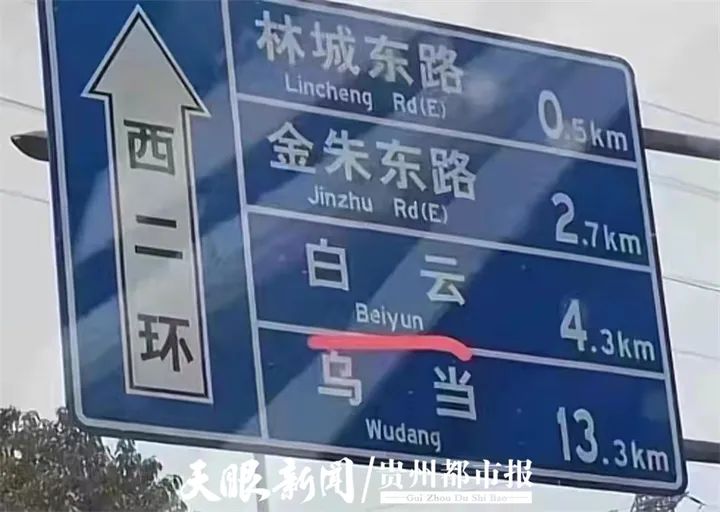 西二环
林城东路
Lincheng Rd(E)
0.5km
金朱东路
Jinzhu Rd(E)
2.7km
白云
Beiyun
4.3km
乌当
Wudang
13.3km
天眼新闻/贵州都市报
Gui Zhou Du Shi Bao